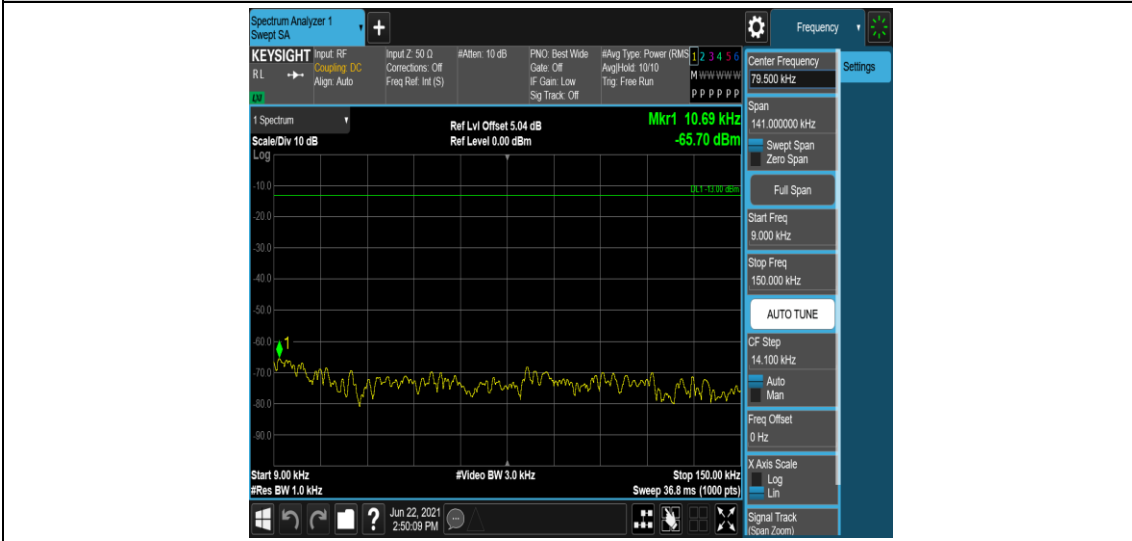 Spectrum Analyzer 1
Swept SA
+
Frequency
KEYSIGHT
RL
LXI
Input: RF
Coupling: DC
Align: Auto
Input Z: 50 Ω
Corrections: Off
Freq Ref: Int (S)
#Atten: 10 dB
PNO: Best Wide
Gate: Off
IF Gain: Low
Sig Track: Off
#Avg Type: Power (RMS
Avg|Hold: 10/10
Trig: Free Run
1 2 3 4 5 6
M W W W W W
P P P P P P
1 Spectrum
Scale/Div 10 dB
Log
Ref Lvl Offset 5.04 dB
Ref Level 0.00 dBm
Mkr1 10.69 kHz
-65.70 dBm
DL1 -13.00 dBm
-10.0
-20.0
-30.0
-40.0
-50.0
-60.0
1
-70.0
-80.0
-90.0
Start 9.00 kHz
#Res BW 1.0 kHz
#Video BW 3.0 kHz
Stop 150.00 kHz
Sweep 36.8 ms (1000 pts)
?
Jun 22, 2021
2:50:09 PM
Center Frequency
79.500 kHz
Span
141.000000 kHz
Swept Span
Zero Span
Full Span
Start Freq
9.000 kHz
Stop Freq
150.000 kHz
AUTO TUNE
CF Step
14.100 kHz
Auto
Man
Freq Offset
0 Hz
X Axis Scale
Log
Lin
Signal Track
(Span Zoom)
Settings